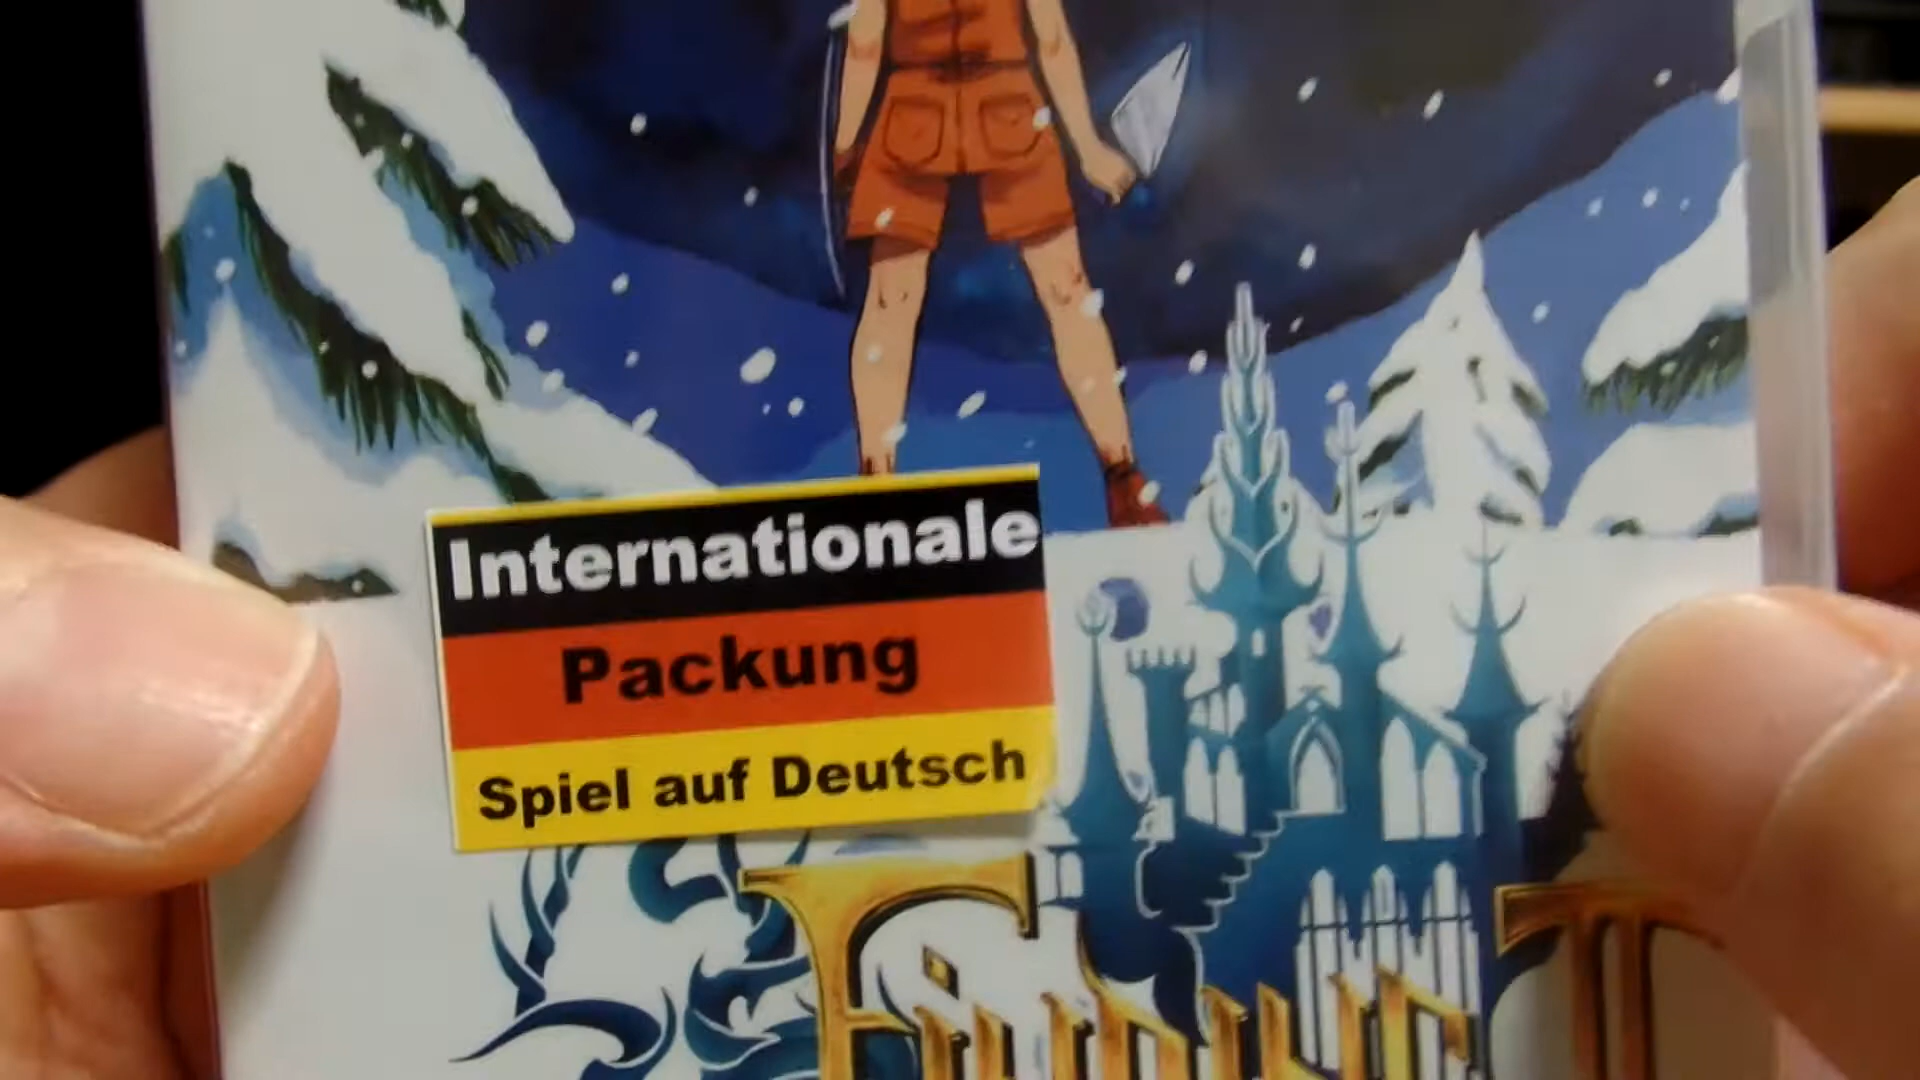 Internationale
Packung
Spiel auf Deutsch